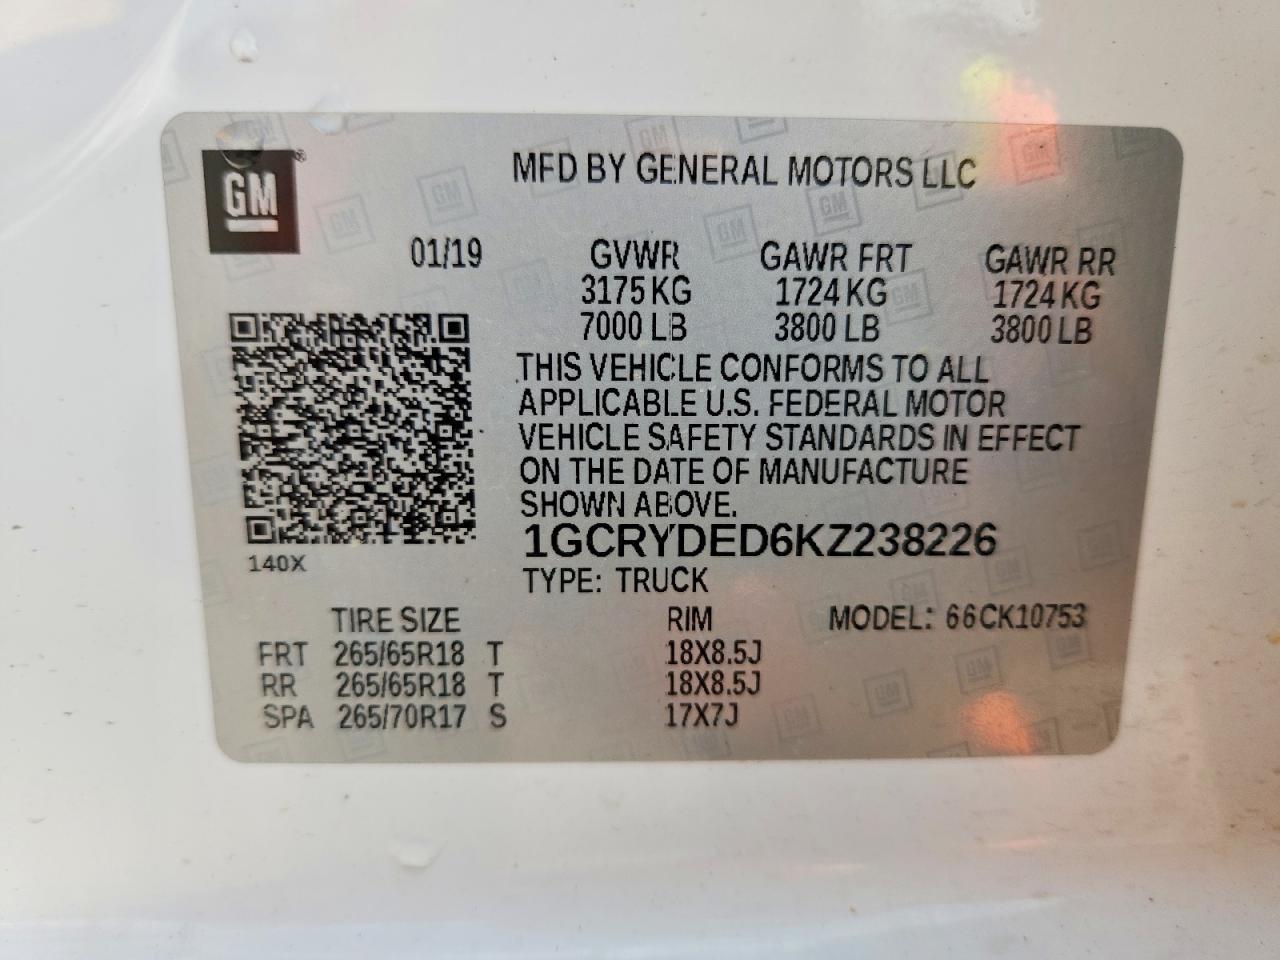 GM ®
MFD BY GENERAL MOTORS LLC
01/19 GVWR GAWR FRT GAWR RR
3175 KG 1724 KG 1724 KG
7000 LB 3800 LB 3800 LB
THIS VEHICLE CONFORMS TO ALL
APPLICABLE U.S. FEDERAL MOTOR
VEHICLE SAFETY STANDARDS IN EFFECT
ON THE DATE OF MANUFACTURE
SHOWN ABOVE.
1GCRYDED6KZ238226
140X
TYPE: TRUCK
TIRE SIZE RIM MODEL: 66CK10753
FRT 265/65R18 T 18X8.5J
RR 265/65R18 T 18X8.5J
SPA 265/70R17 S 17X7J